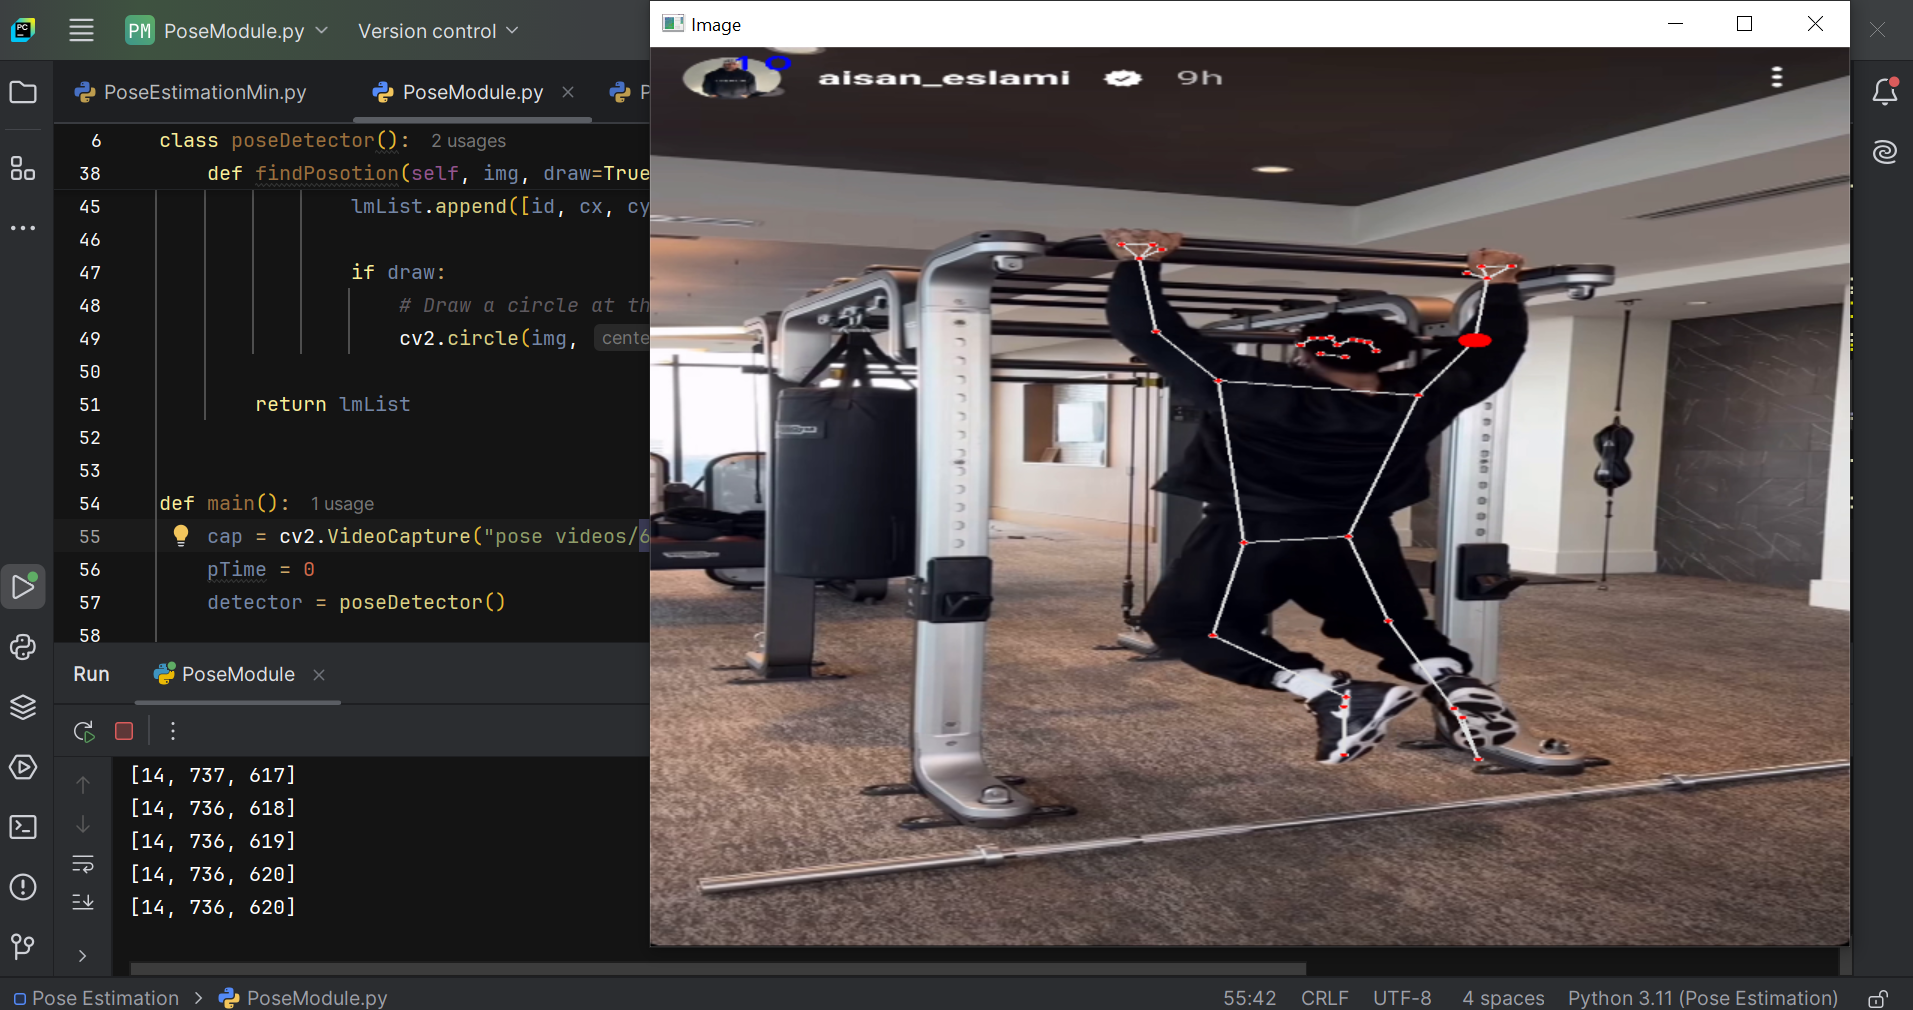 PC
PM PoseModule.py
Version control
PoseEstimationMin.py
PoseModule.py
P
6 class poseDetector(): 2 usages
38 def findPosotion(self, img, draw=True
45 lmList.append([id, cx, cy
46
47 if draw:
48 # Draw a circle at th
49 cv2.circle(img, cente
50
51 return lmList
52
53
54 def main(): 1 usage
55 cap = cv2.VideoCapture("pose videos/6
56 pTime = 0
57 detector = poseDetector()
58
Run PoseModule
[14, 737, 617]
[14, 736, 618]
[14, 736, 619]
[14, 736, 620]
[14, 736, 620]
Image
10
aisan_eslami 9h
Pose Estimation > PoseModule.py
55:42 CRLF UTF-8 4 spaces Python 3.11 (Pose Estimation)